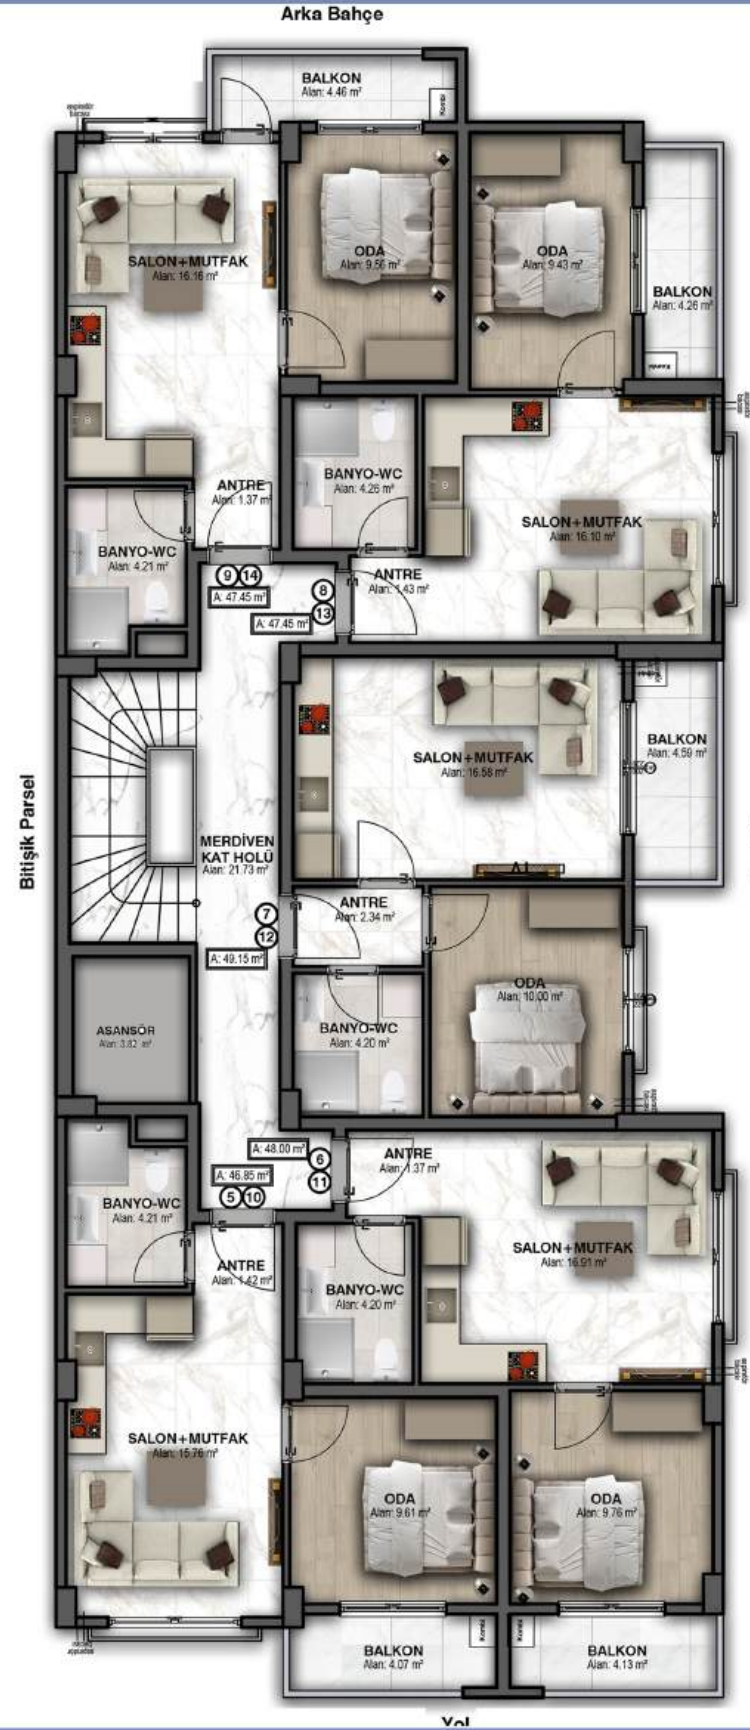 Arka Bahçe
BALKON
Alan: 4.46 m²
SALON+MUTFAK
Alan: 16.16 m²
ODA
Alan: 9.56 m²
ODA
Alan: 9.43 m²
BALKON
Alan: 4.26 m²
ANTRE
Alan: 1.37 m²
BANYO-WC
Alan: 4.26 m²
BANYO-WC
Alan: 4.21 m²
SALON+MUTFAK
Alan: 16.10 m²
ANTRE
Alan: 1.43 m²
9 14
A: 47.45 m²
8
13
A: 47.45 m²
SALON+MUTFAK
Alan: 16.58 m²
BALKON
Alan: 4.59 m²
Bitişik Parsel
MERDİVEN
KAT HOLÜ
Alan: 21.73 m²
7
12
A: 49.15 m²
ANTRE
Alan: 2.34 m²
ODA
Alan: 10.00 m²
ASANSÖR
Alan: 3.82 m²
BANYO-WC
Alan: 4.20 m²
A: 48.00 m²
6
11
A: 46.85 m²
5 10
ANTRE
Alan: 1.37 m²
BANYO-WC
Alan: 4.21 m²
SALON+MUTFAK
Alan: 16.91 m²
ANTRE
Alan: 1.42 m²
BANYO-WC
Alan: 4.20 m²
SALON+MUTFAK
Alan: 15.76 m²
ODA
Alan: 9.61 m²
ODA
Alan: 9.76 m²
BALKON
Alan: 4.07 m²
BALKON
Alan: 4.13 m²
Yol